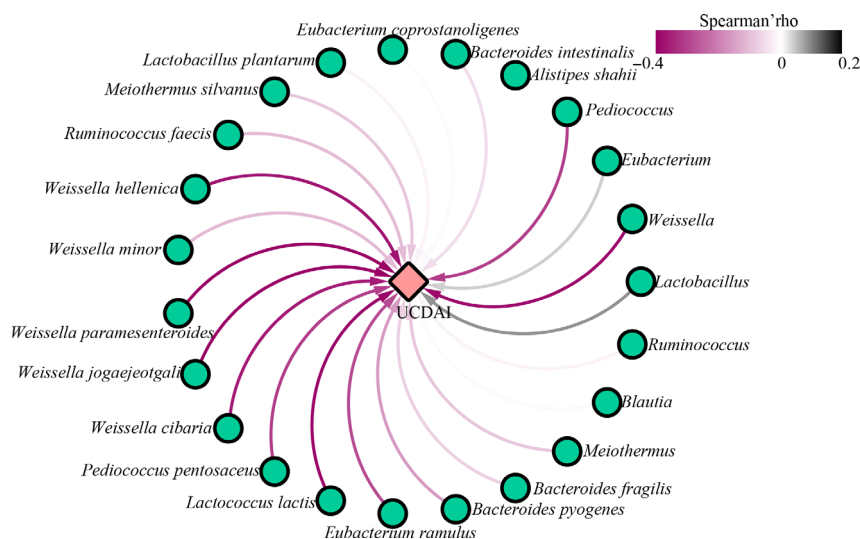 Spearman’rho
−0.4
0
0.2
Eubacterium coprostanoligenes
Lactobacillus plantarum
Bacteroides intestinalis
Alistipes shahii
Meiothermus silvanus
Pediococcus
Ruminococcus faecis
Eubacterium
Weissella hellenica
Weissella
Weissella minor
Lactobacillus
UCDAI
Weissella paramesenteroides
Ruminococcus
Weissella jogaejeotgali
Blautia
Weissella cibaria
Meiothermus
Pediococcus pentosaceus
Bacteroides fragilis
Lactococcus lactis
Bacteroides pyogenes
Eubacterium ramulus